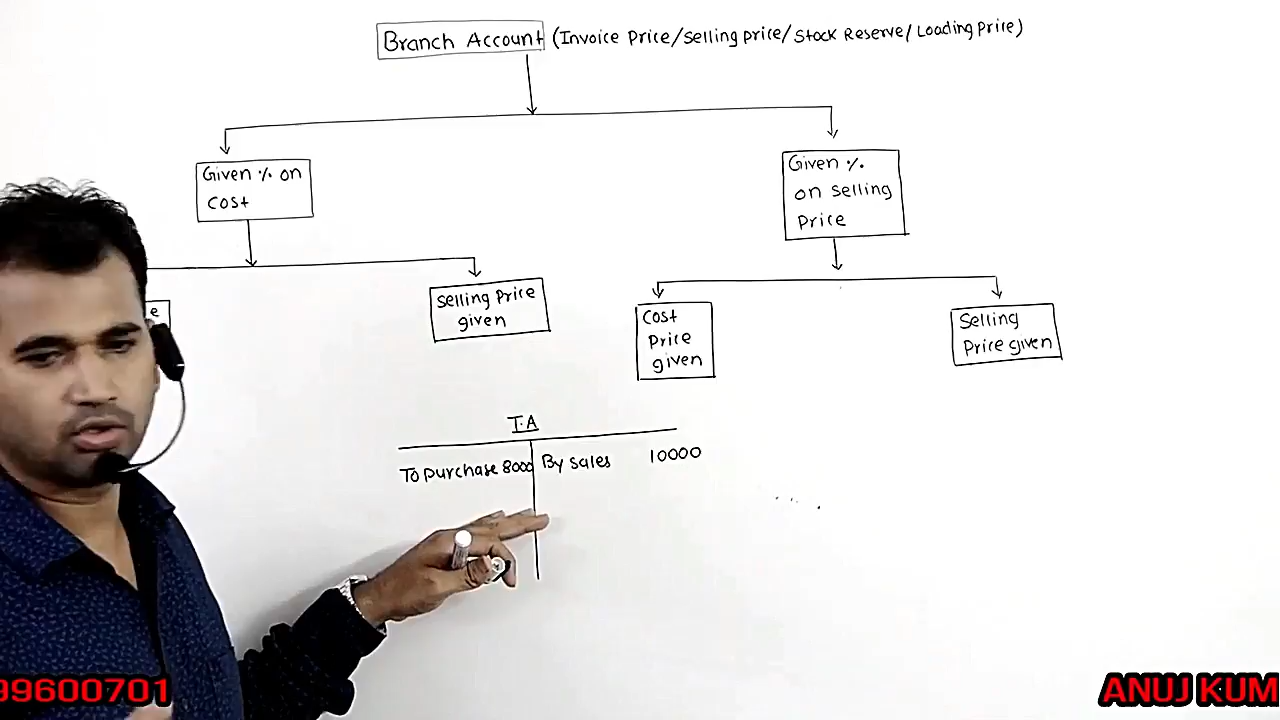 Branch Account (Invoice Price/Selling price/Stock Reserve/Loading Price)
Given % on
Cost
Given %
on Selling
Price
e
Selling Price
given
Cost
Price
given
Selling
Price given
T.A
To purchase 8000 By Sales 10000
99600701
ANUJ KUM